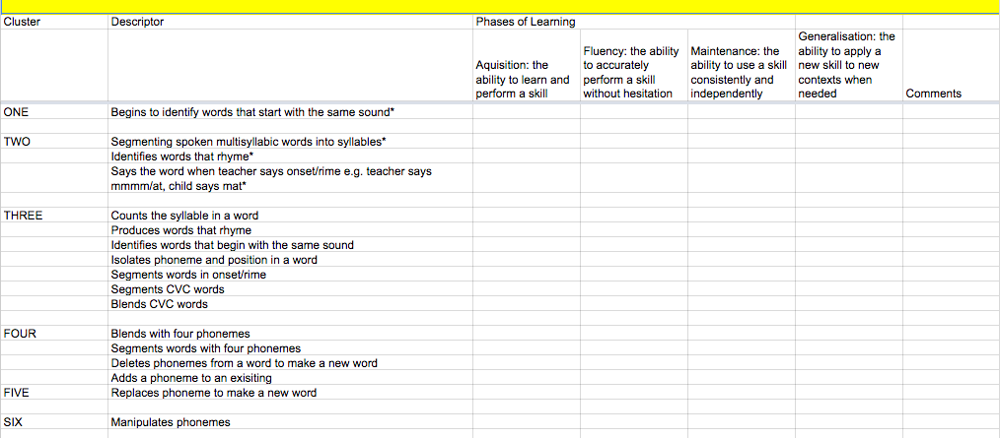 Cluster Descriptor Phases of Learning
Aquisition: the
ability to learn and
perform a skill
Fluency: the ability
to accurately
perform a skill
without hesitation
Maintenance: the
ability to use a skill
consistently and
independently
Generalisation: the
ability to apply a
new skill to new
contexts when
needed
Comments
ONE Begins to identify words that start with the same sound*
TWO Segmenting spoken multisyllabic words into syllables*
Identifies words that rhyme*
Says the word when teacher says onset/rime e.g. teacher says
mmmm/at, child says mat*
THREE Counts the syllable in a word
Produces words that rhyme
Identifies words that begin with the same sound
Isolates phoneme and position in a word
Segments words in onset/rime
Segments CVC words
Blends CVC words
FOUR Blends with four phonemes
Segments words with four phonemes
Deletes phonemes from a word to make a new word
Adds a phoneme to an exisiting
FIVE Replaces phoneme to make a new word
SIX Manipulates phonemes